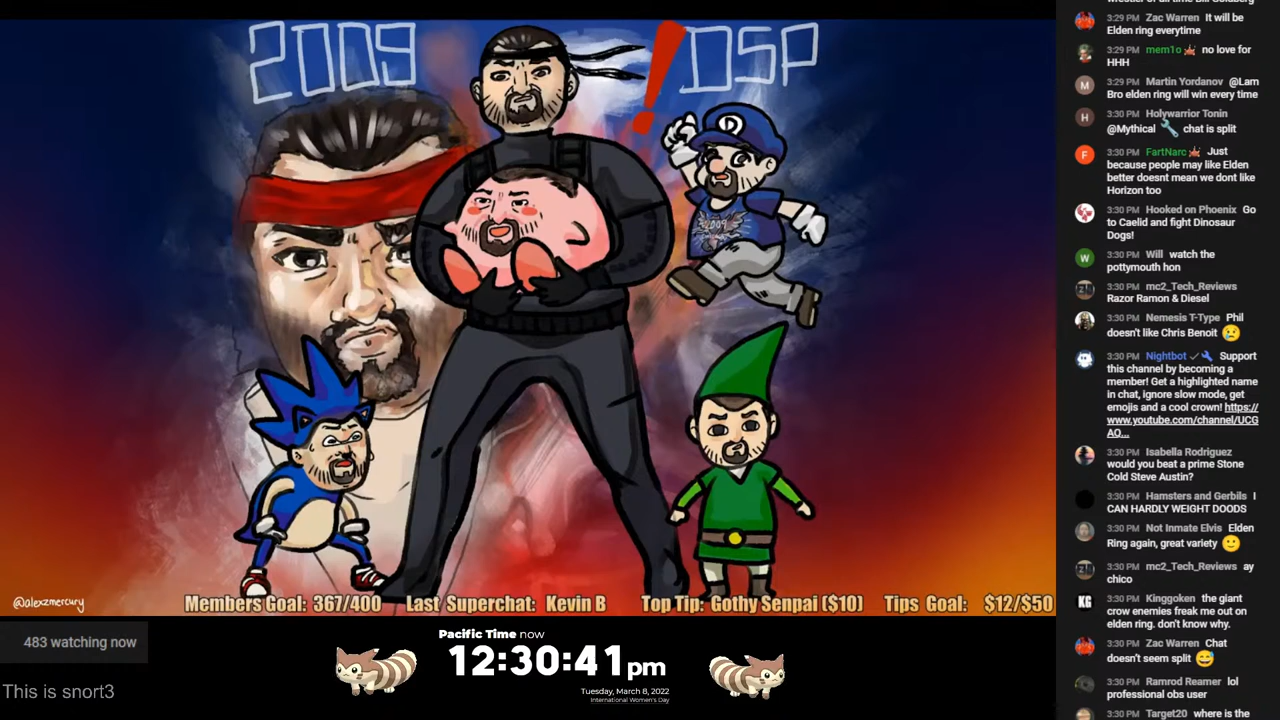 2009 ! DSP
D
2009
@alexzmercury
Members Goal: 367/400 Last Superchat: Kevin B Top Tip: Gothy Senpai ($10) Tips Goal: $12/$50
483 watching now
This is snort3
Pacific Time now
12:30:41pm
Tuesday, March 8, 2022
International Women's Day
3:29 PM Zac Warren It will be
Elden ring everytime
3:29 PM mem1o no love for
HHH
3:29 PM Martin Yordanov @Lam
Bro elden ring will win every time
3:30 PM Holywarrior Tonin
@Mythical chat is split
3:30 PM FartNarc Just
because people may like Elden
better doesnt mean we dont like
Horizon too
3:30 PM Hooked on Phoenix Go
to Caelid and fight Dinosaur
Dogs!
3:30 PM Will watch the
pottymouth hon
3:30 PM mc2_Tech_Reviews
Razor Ramon & Diesel
3:30 PM Nemesis T-Type Phil
doesn't like Chris Benoit 😢
3:30 PM Nightbot Support
this channel by becoming a
member! Get a highlighted name
in chat, ignore slow mode, get
emojis and a cool crown! https://
www.youtube.com/channel/UCG
AO...
3:30 PM Isabella Rodriguez
would you beat a prime Stone
Cold Steve Austin?
3:30 PM Hamsters and Gerbils I
CAN HARDLY WEIGHT DOODS
3:30 PM Not Inmate Elvis Elden
Ring again, great variety 🙂
3:30 PM mc2_Tech_Reviews ay
chico
3:30 PM Kinggoken the giant
crow enemies freak me out on
elden ring. don't know why.
3:30 PM Zac Warren Chat
doesn't seem split 😅
3:30 PM Ramrod Reamer lol
professional obs user
3:30 PM Target20 where is the